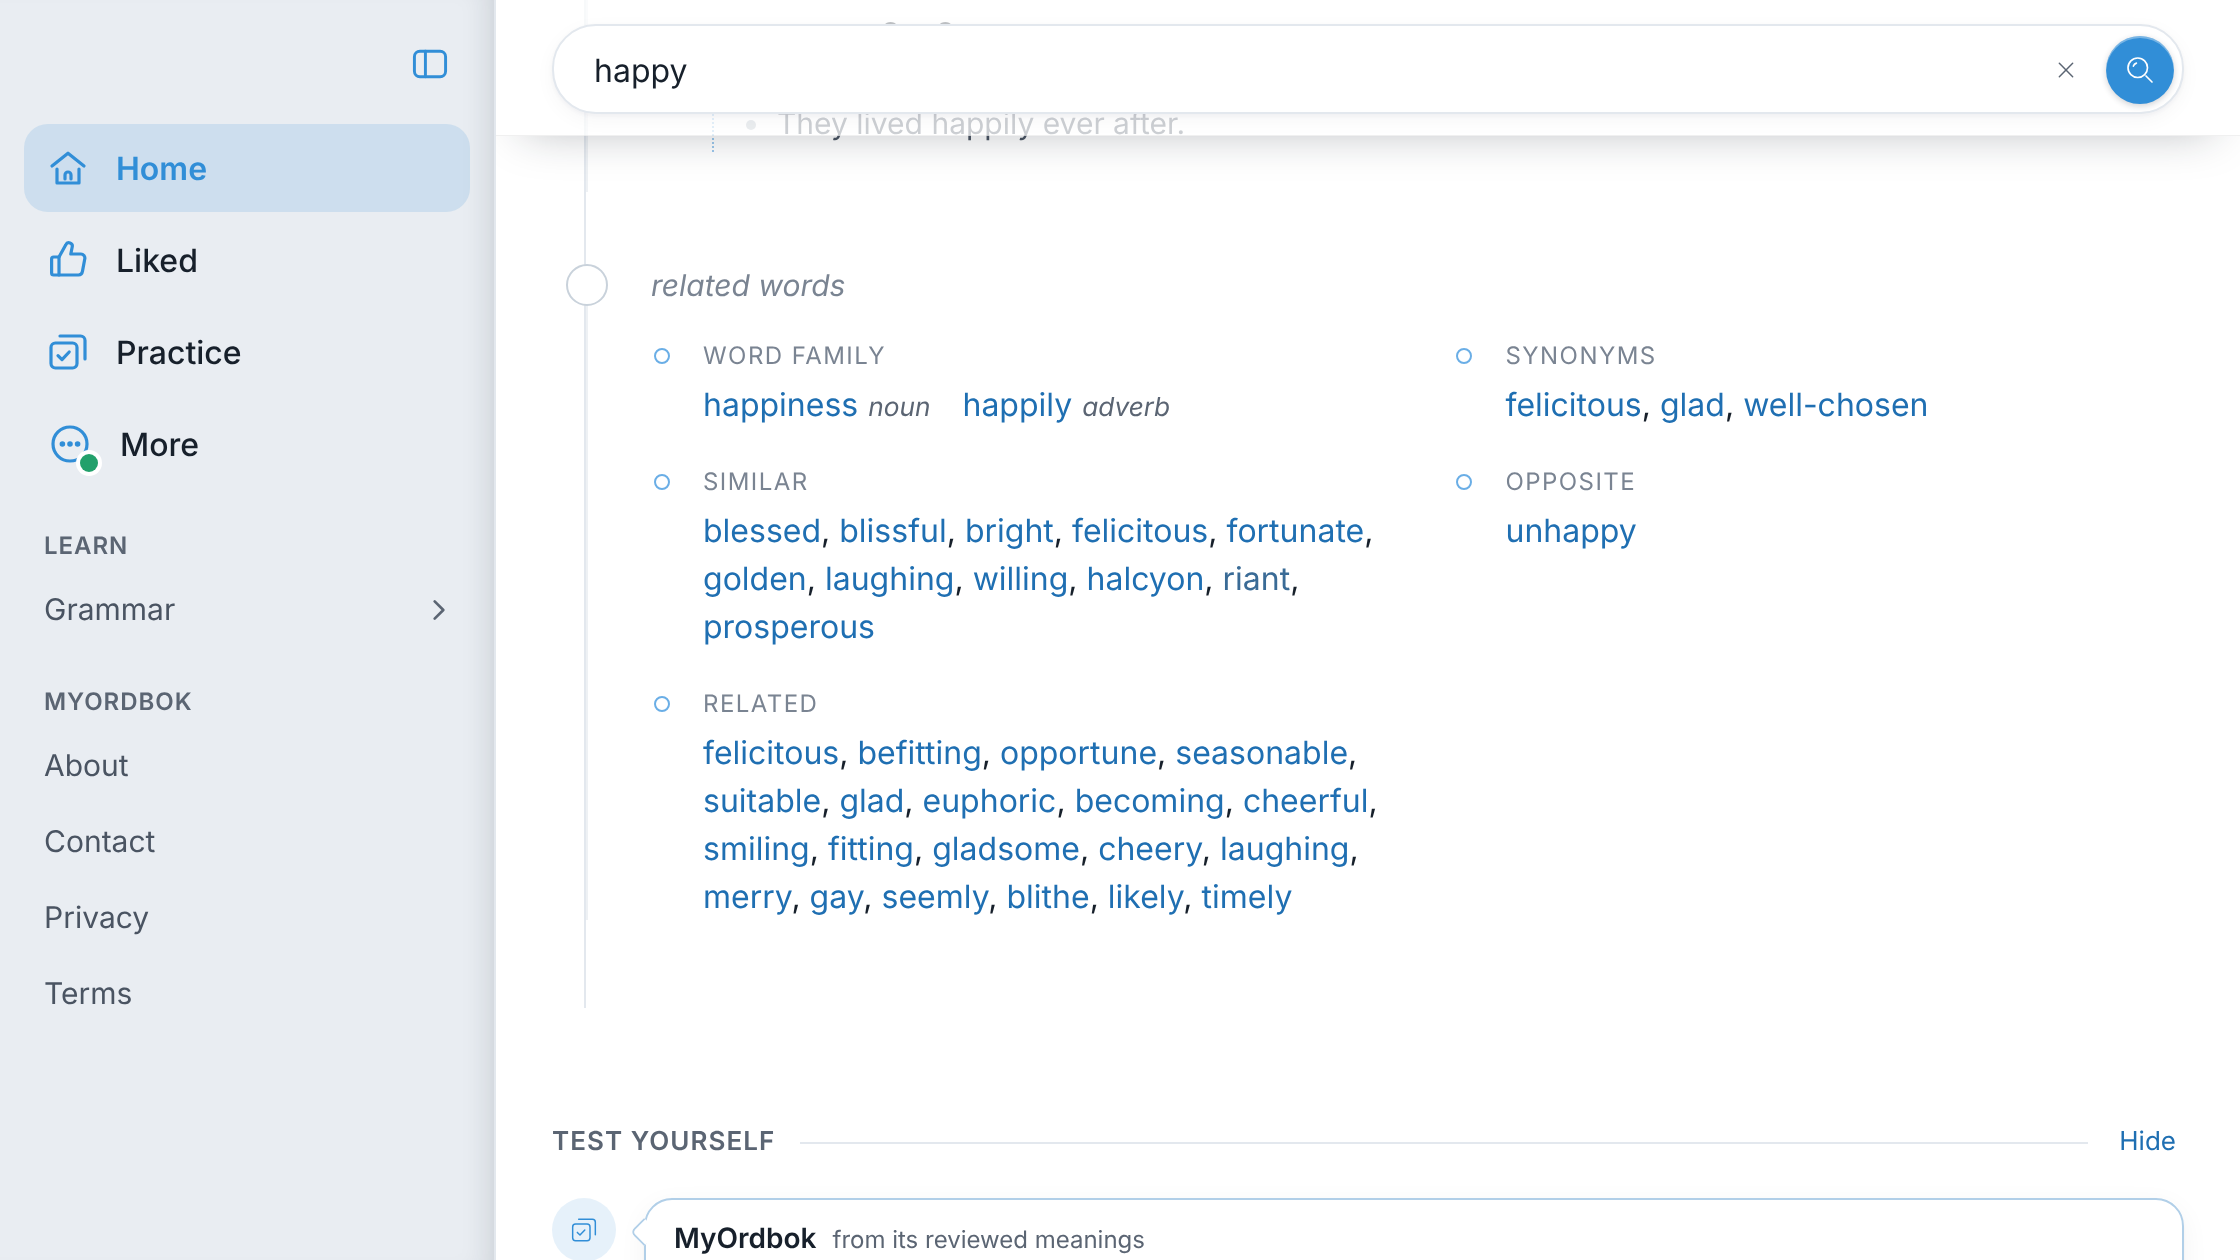 happy
They lived happily ever after.
Home
Liked
Practice
More
LEARN
Grammar
MYORDBOK
About
Contact
Privacy
Terms
related words
WORD FAMILY
happiness noun happily adverb
SYNONYMS
felicitous, glad, well-chosen
SIMILAR
blessed, blissful, bright, felicitous, fortunate,
golden, laughing, willing, halcyon, riant,
prosperous
OPPOSITE
unhappy
RELATED
felicitous, befitting, opportune, seasonable,
suitable, glad, euphoric, becoming, cheerful,
smiling, fitting, gladsome, cheery, laughing,
merry, gay, seemly, blithe, likely, timely
TEST YOURSELF
Hide
MyOrdbok from its reviewed meanings